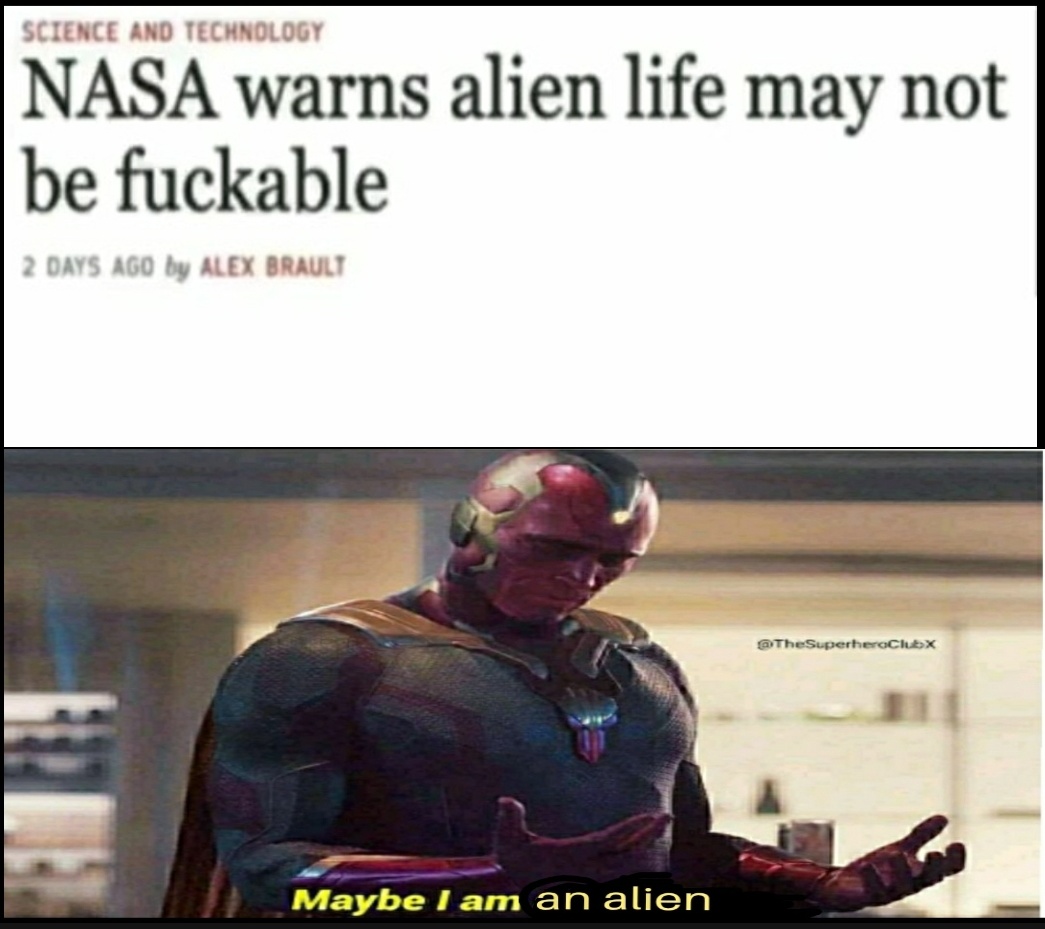 SCIENCE AND TECHNOLOGY
NASA warns alien life may not
be fuckable
2 DAYS AGO by ALEX BRAULT
@TheSuperheroClubX
Maybe I am an alien